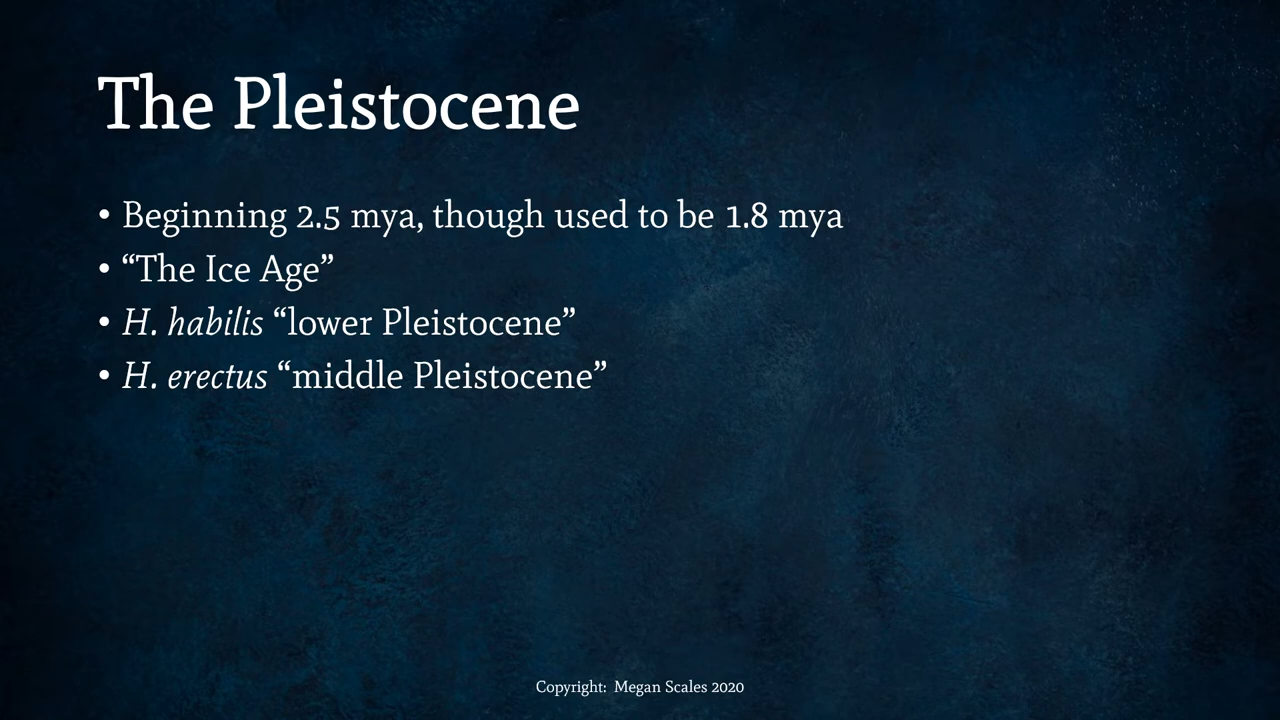 The Pleistocene
• Beginning 2.5 mya, though used to be 1.8 mya
• “The Ice Age”
• H. habilis “lower Pleistocene”
• H. erectus “middle Pleistocene”
Copyright:  Megan Scales 2020